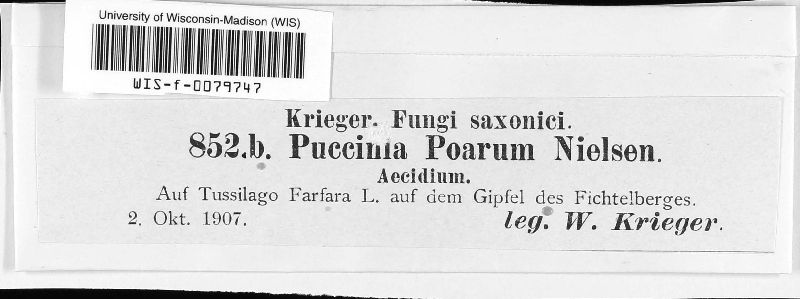 University of Wisconsin-Madison (WIS)
WIS-f-0079747
Krieger. Fungi saxonici.
852.b. Puccinia Poarum Nielsen.
Aecidium.
Auf Tussilago Farfara L. auf dem Gipfel des Fichtelberges.
2. Okt. 1907.
leg. W. Krieger.